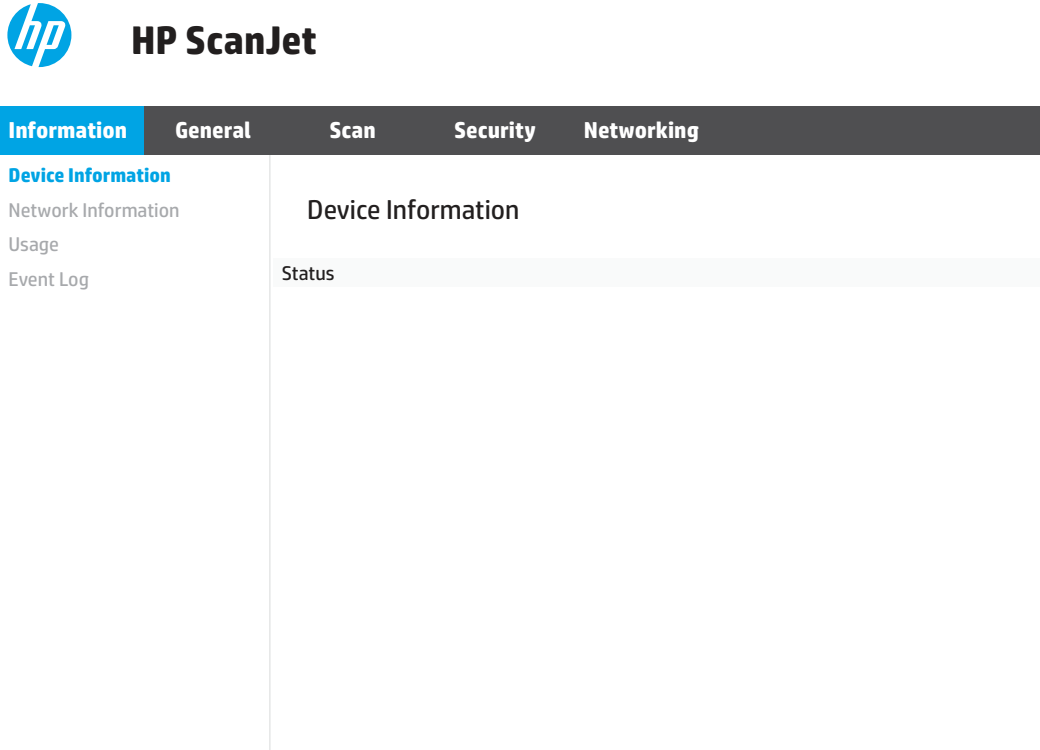 hp
HP ScanJet
Information General Scan Security Networking
Device Information
Network Information
Usage
Event Log
Device Information
Status